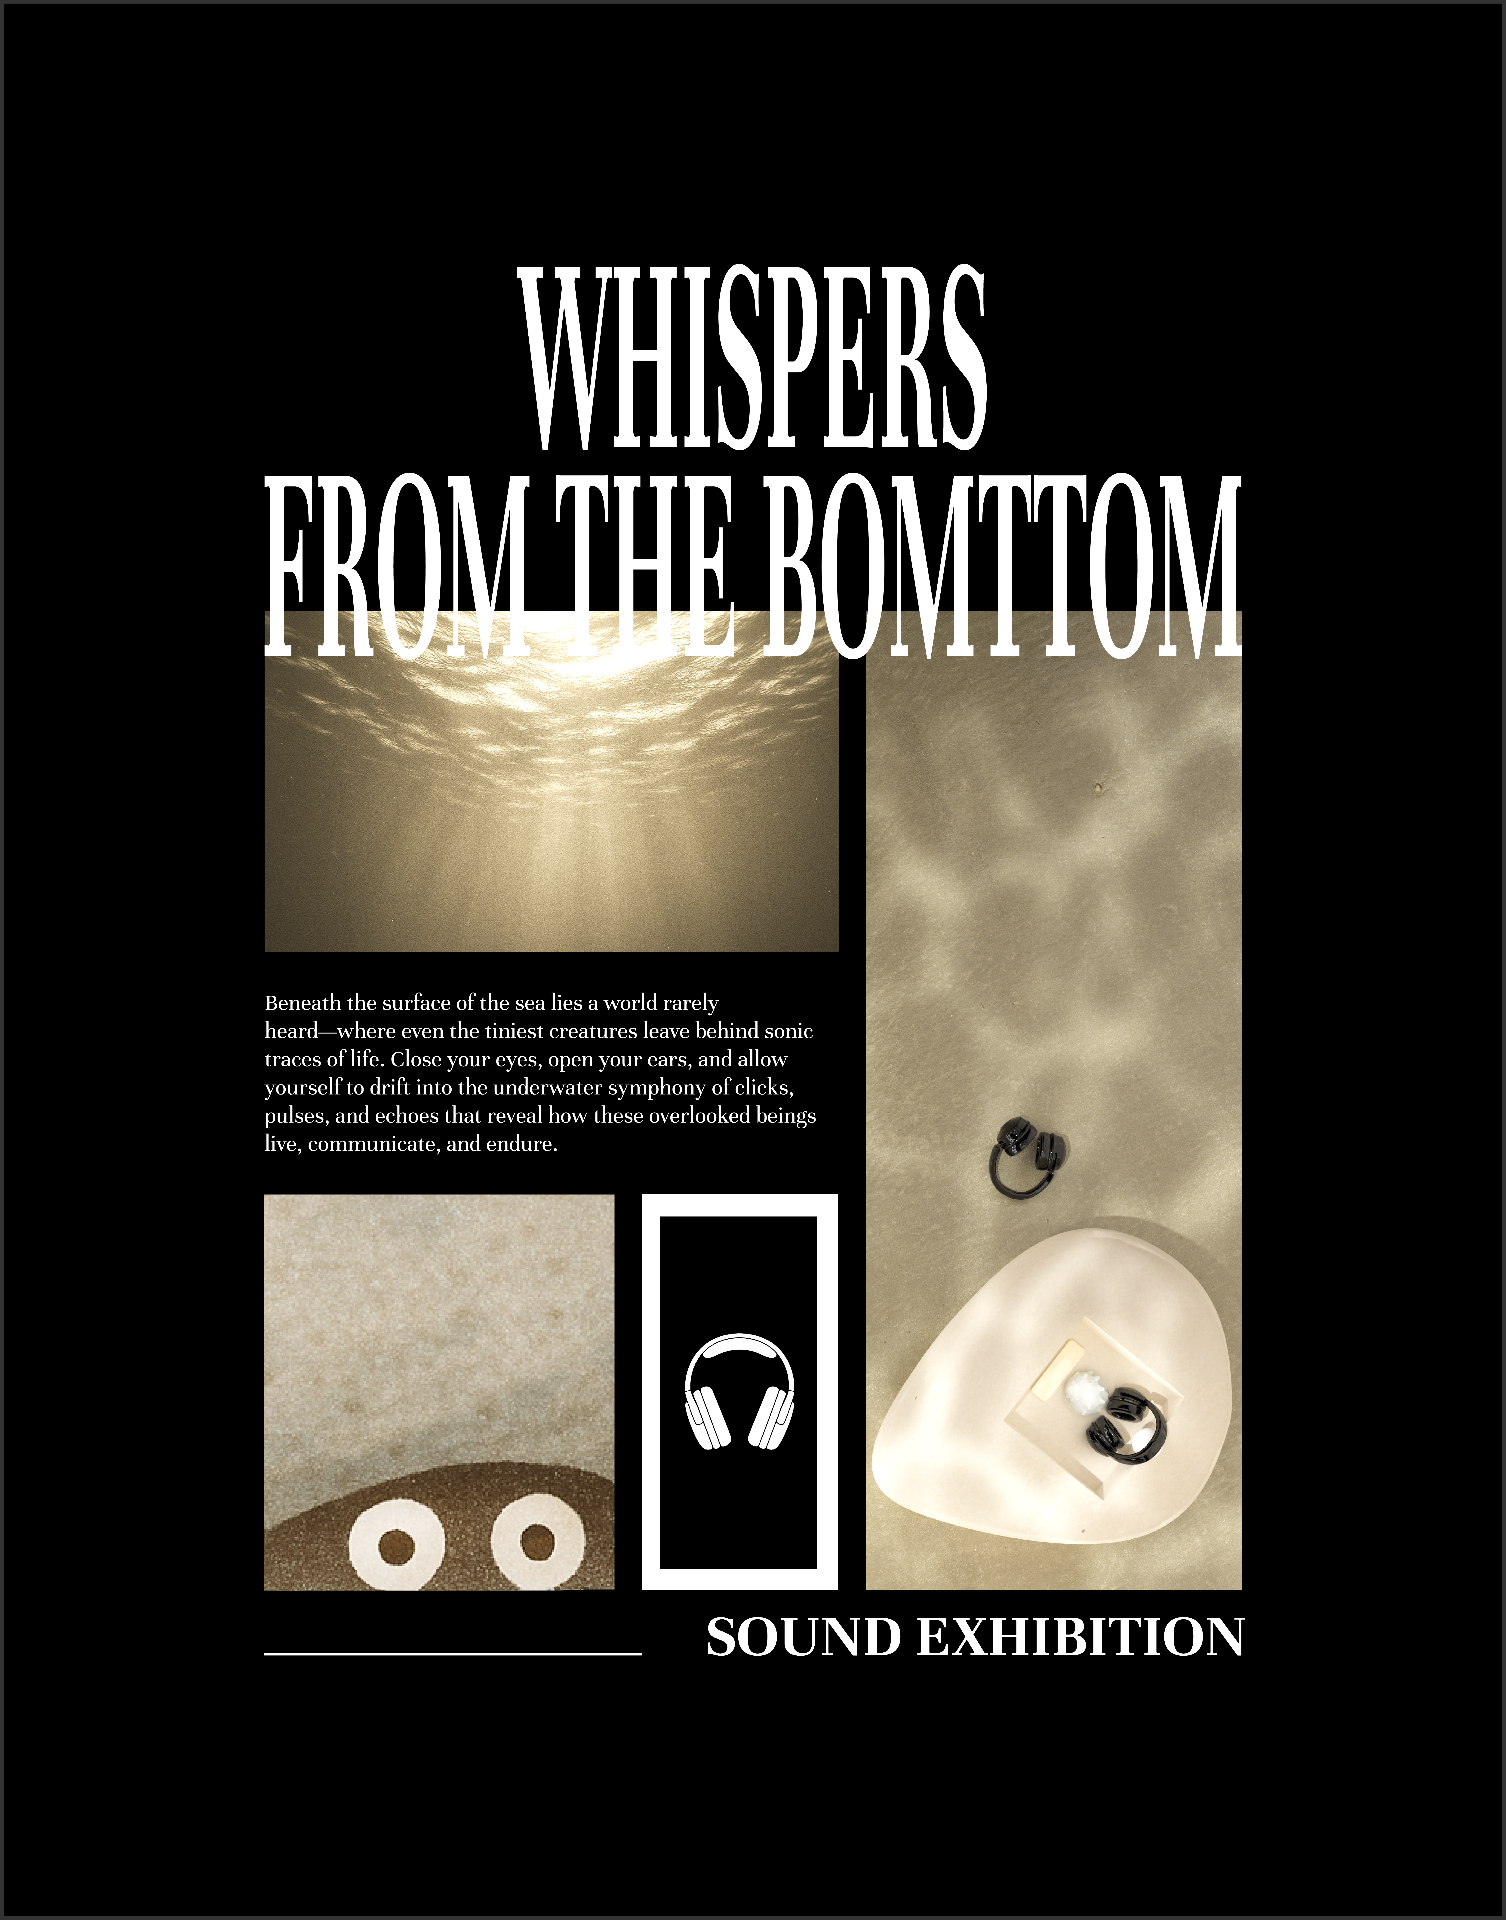 WHISPERS
FROM THE BOMTTOM
Beneath the surface of the sea lies a world rarely
heard—where even the tiniest creatures leave behind sonic
traces of life. Close your eyes, open your ears, and allow
yourself to drift into the underwater symphony of clicks,
pulses, and echoes that reveal how these overlooked beings
live, communicate, and endure.
SOUND EXHIBITION